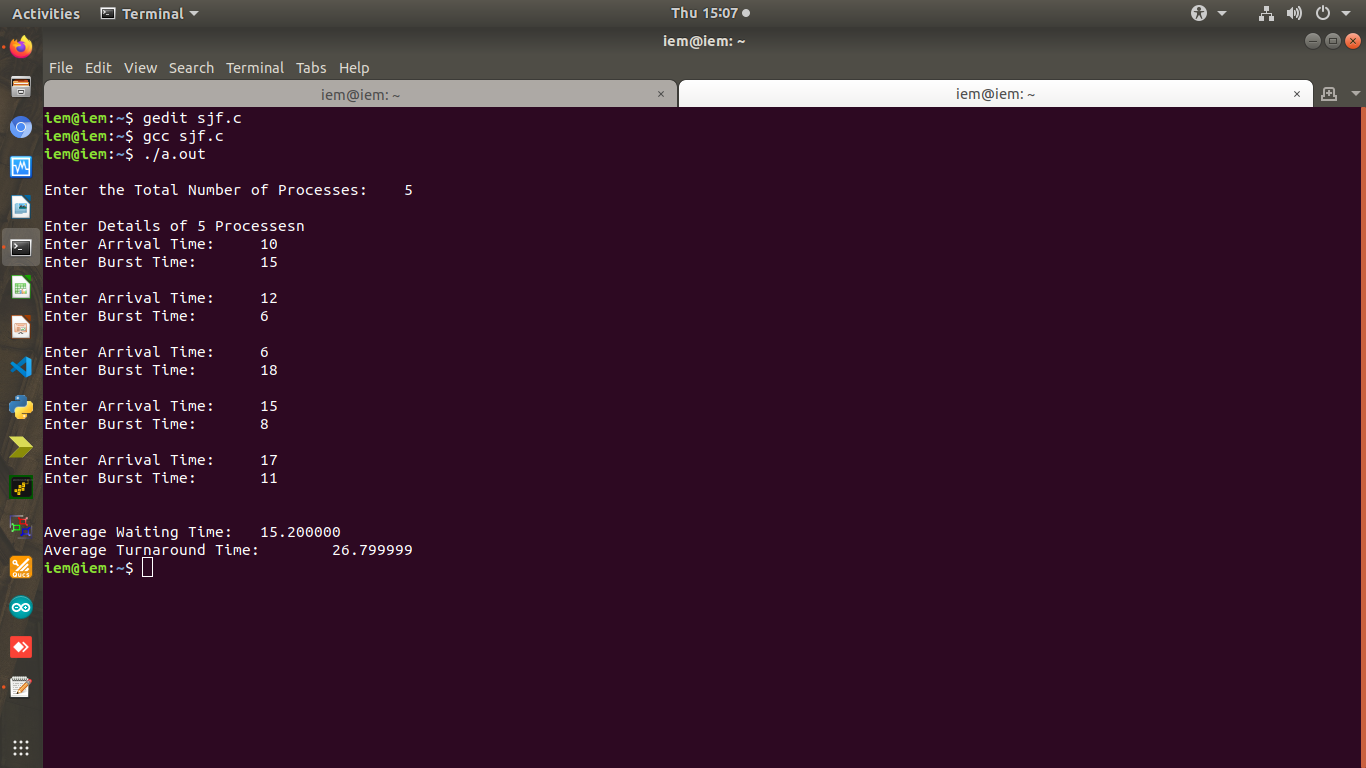 Activities Terminal Thu 15:07
iem@iem: ~
File Edit View Search Terminal Tabs Help
iem@iem: ~ × iem@iem: ~ ×
iem@iem:~$ gedit sjf.c
iem@iem:~$ gcc sjf.c
iem@iem:~$ ./a.out
Enter the Total Number of Processes: 5
Enter Details of 5 Processesn
Enter Arrival Time: 10
Enter Burst Time: 15
Enter Arrival Time: 12
Enter Burst Time: 6
Enter Arrival Time: 6
Enter Burst Time: 18
Enter Arrival Time: 15
Enter Burst Time: 8
Enter Arrival Time: 17
Enter Burst Time: 11
Average Waiting Time: 15.200000
Average Turnaround Time: 26.799999
iem@iem:~$
Qucs